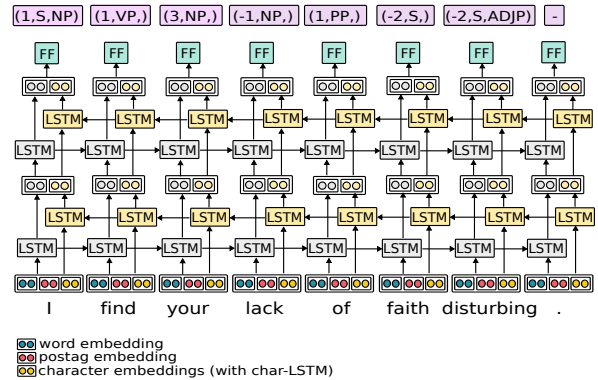 (1,S,NP) (1,VP,) (3,NP,) (-1,NP,) (1,PP,) (-2,S,) (-2,S,ADJP) -
FF FF FF FF FF FF FF FF
LSTM LSTM LSTM LSTM LSTM LSTM LSTM LSTM
LSTM LSTM LSTM LSTM LSTM LSTM LSTM LSTM
LSTM LSTM LSTM LSTM LSTM LSTM LSTM LSTM
LSTM LSTM LSTM LSTM LSTM LSTM LSTM LSTM
I find your lack of faith disturbing .
word embedding
postag embedding
character embeddings (with char-LSTM)